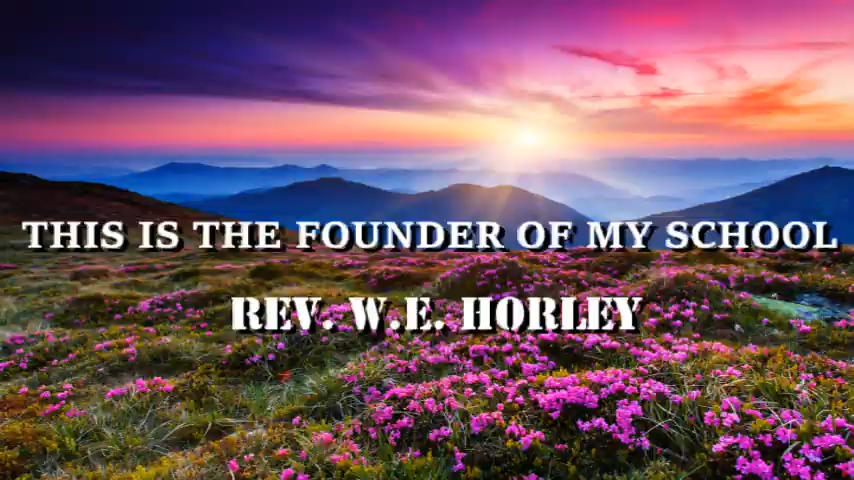 THIS IS THE FOUNDER OF MY SCHOOL
REV. W.E. HORLEY